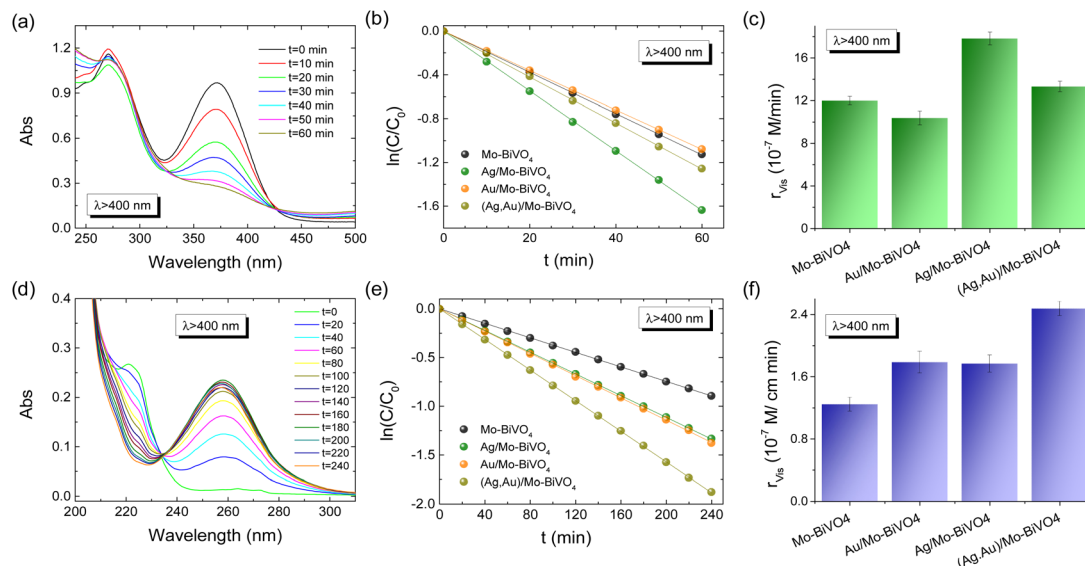 (a)
Abs
1.2
0.9
0.6
0.3
0.0
t=0 min
t=10 min
t=20 min
t=30 min
t=40 min
t=50 min
t=60 min
λ>400 nm
250
300
350
400
450
500
Wavelength (nm)
(b)
ln(C/C₀)
0.0
-0.4
-0.8
-1.2
-1.6
λ>400 nm
Mo-BiVO₄
Ag/Mo-BiVO₄
Au/Mo-BiVO₄
(Ag,Au)/Mo-BiVO₄
0
10
20
30
40
50
60
t (min)
(c)
r_Vis (10⁻⁷ M/min)
18
15
12
9
6
λ>400 nm
Mo-BiVO4
Au/Mo-BiVO4
Ag/Mo-BiVO4
(Ag,Au)/Mo-BiVO4
(d)
Abs
0.4
0.3
0.2
0.1
0.0
λ>400 nm
t=0
t=20
t=40
t=60
t=80
t=100
t=120
t=140
t=160
t=180
t=200
t=220
t=240
200
220
240
260
280
300
Wavelength (nm)
(e)
ln(C/C₀)
0.0
-0.5
-1.0
-1.5
-2.0
λ>400 nm
Mo-BiVO₄
Ag/Mo-BiVO₄
Au/Mo-BiVO₄
(Ag,Au)/Mo-BiVO₄
0
40
80
120
160
200
240
t (min)
(f)
r_Vis (10⁻⁷ M/ cm min)
2.4
1.6
0.8
0.0
λ>400 nm
Mo-BiVO4
Au/Mo-BiVO4
Ag/Mo-BiVO4
(Ag,Au)/Mo-BiVO4